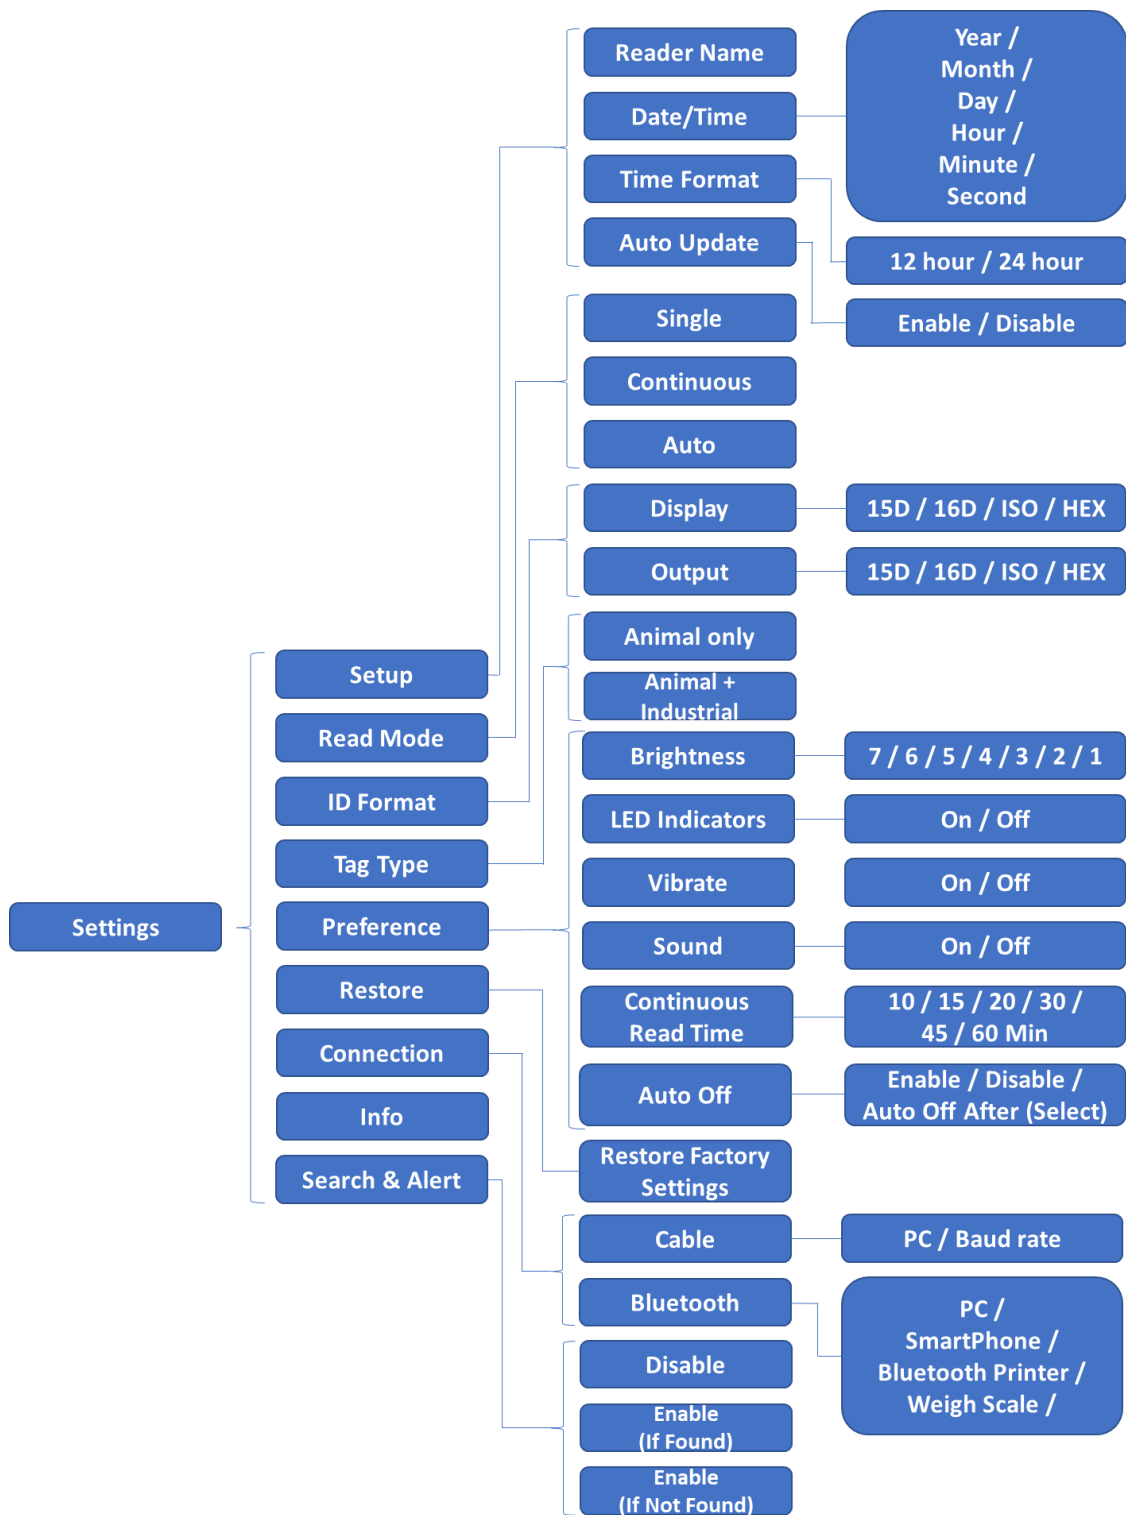 Settings
Setup
Read Mode
ID Format
Tag Type
Preference
Restore
Connection
Info
Search & Alert
Reader Name
Date/Time
Time Format
Auto Update
Single
Continuous
Auto
Display
Output
Animal only
Animal +
Industrial
Brightness
LED Indicators
Vibrate
Sound
Continuous
Read Time
Auto Off
Restore Factory
Settings
Cable
Bluetooth
Disable
Enable
(If Found)
Enable
(If Not Found)
Year /
Month /
Day /
Hour /
Minute /
Second
12 hour / 24 hour
Enable / Disable
15D / 16D / ISO / HEX
15D / 16D / ISO / HEX
7 / 6 / 5 / 4 / 3 / 2 / 1
On / Off
On / Off
On / Off
10 / 15 / 20 / 30 /
45 / 60 Min
Enable / Disable /
Auto Off After (Select)
PC / Baud rate
PC /
SmartPhone /
Bluetooth Printer /
Weigh Scale /